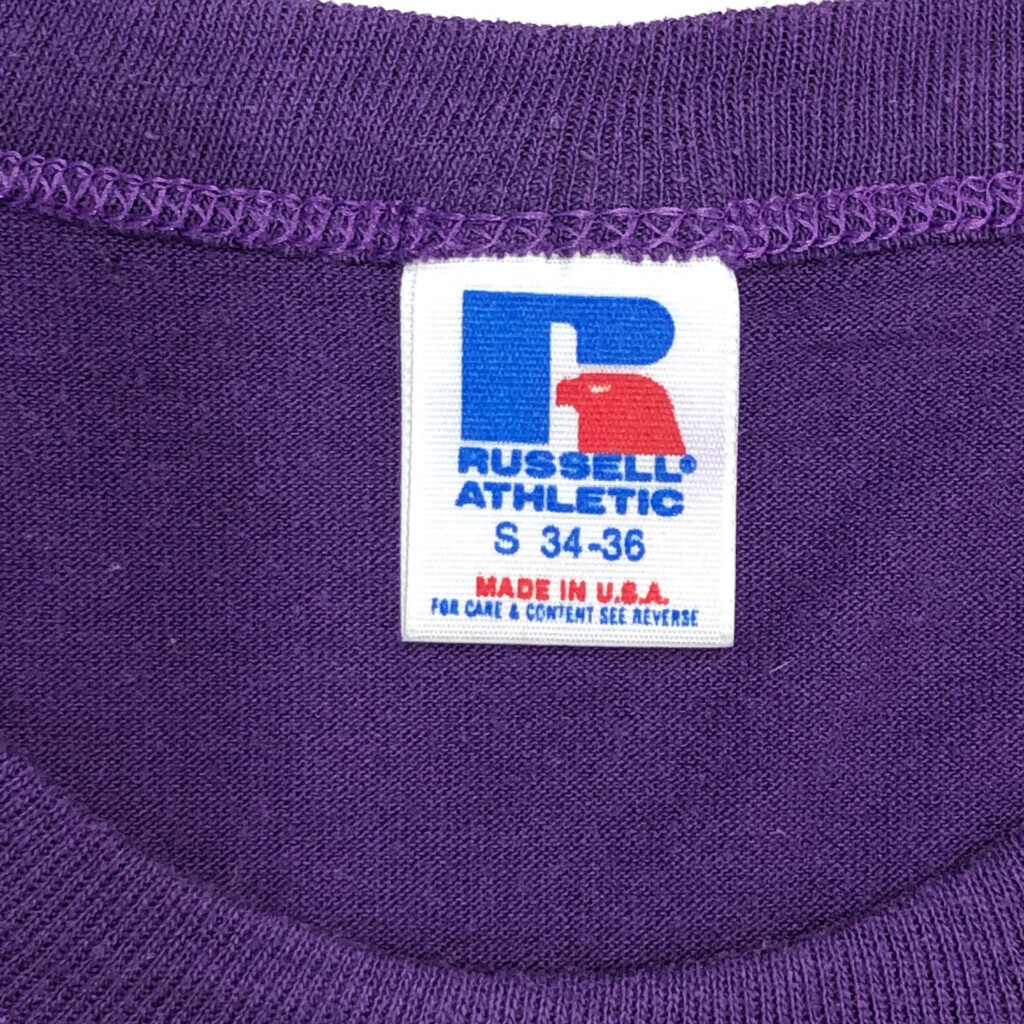 R
RUSSELL®
ATHLETIC
S 34-36
MADE IN U.S.A.
FOR CARE & CONTENT SEE REVERSE